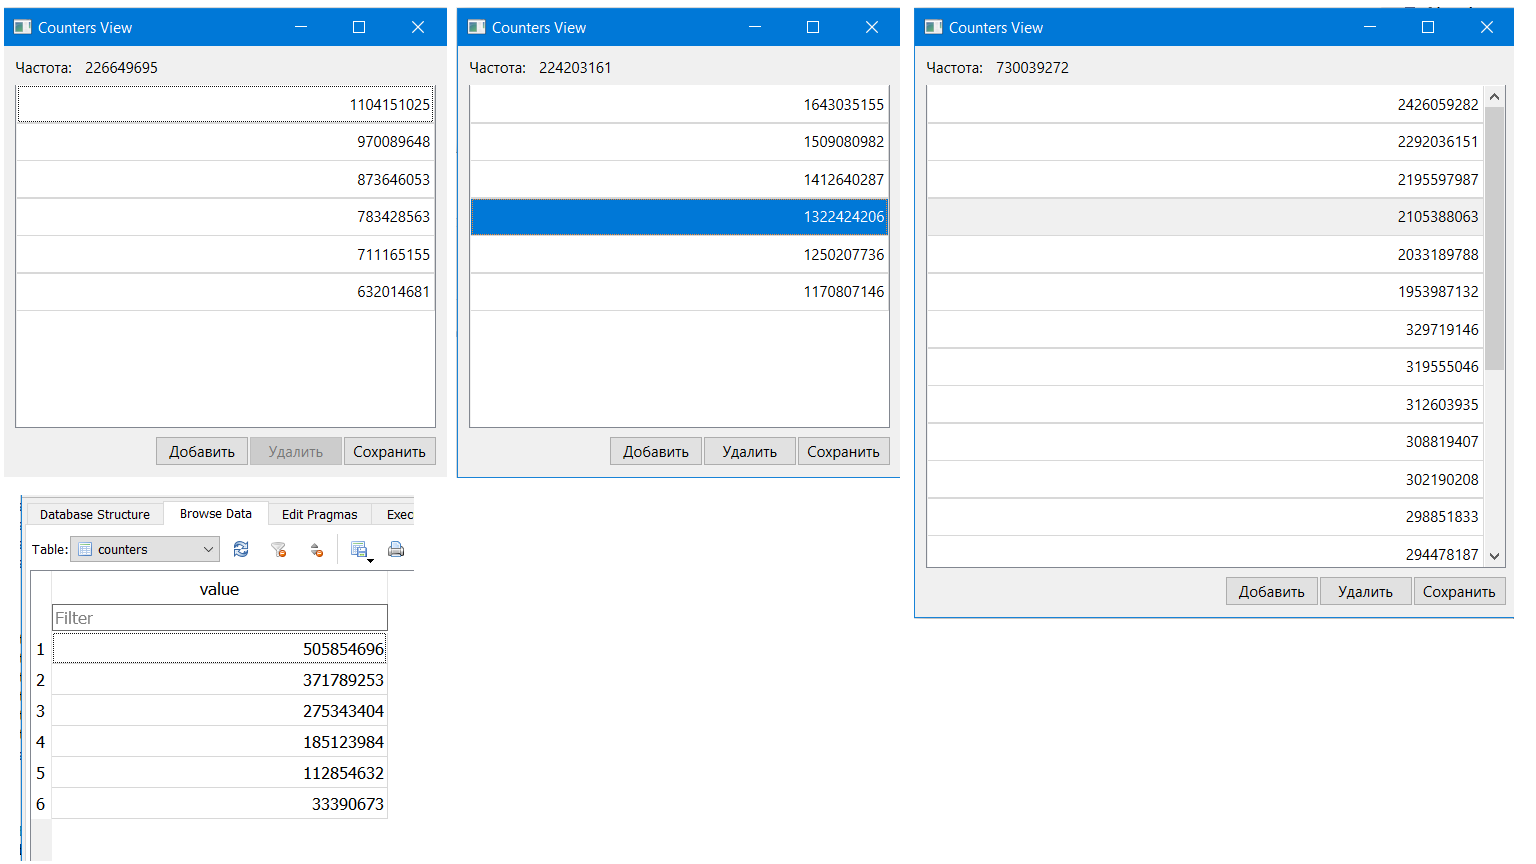 Counters View
Частота: 226649695
1104151025
970089648
873646053
783428563
711165155
632014681
Добавить Удалить Сохранить
Counters View
Частота: 224203161
1643035155
1509080982
1412640287
1322424206
1250207736
1170807146
Добавить Удалить Сохранить
Counters View
Частота: 730039272
2426059282
2292036151
2195597987
2105388063
2033189788
1953987132
329719146
319555046
312603935
308819407
302190208
298851833
294478187
Добавить Удалить Сохранить
Database Structure Browse Data Edit Pragmas Exec
Table: counters
value
Filter
1 505854696
2 371789253
3 275343404
4 185123984
5 112854632
6 33390673